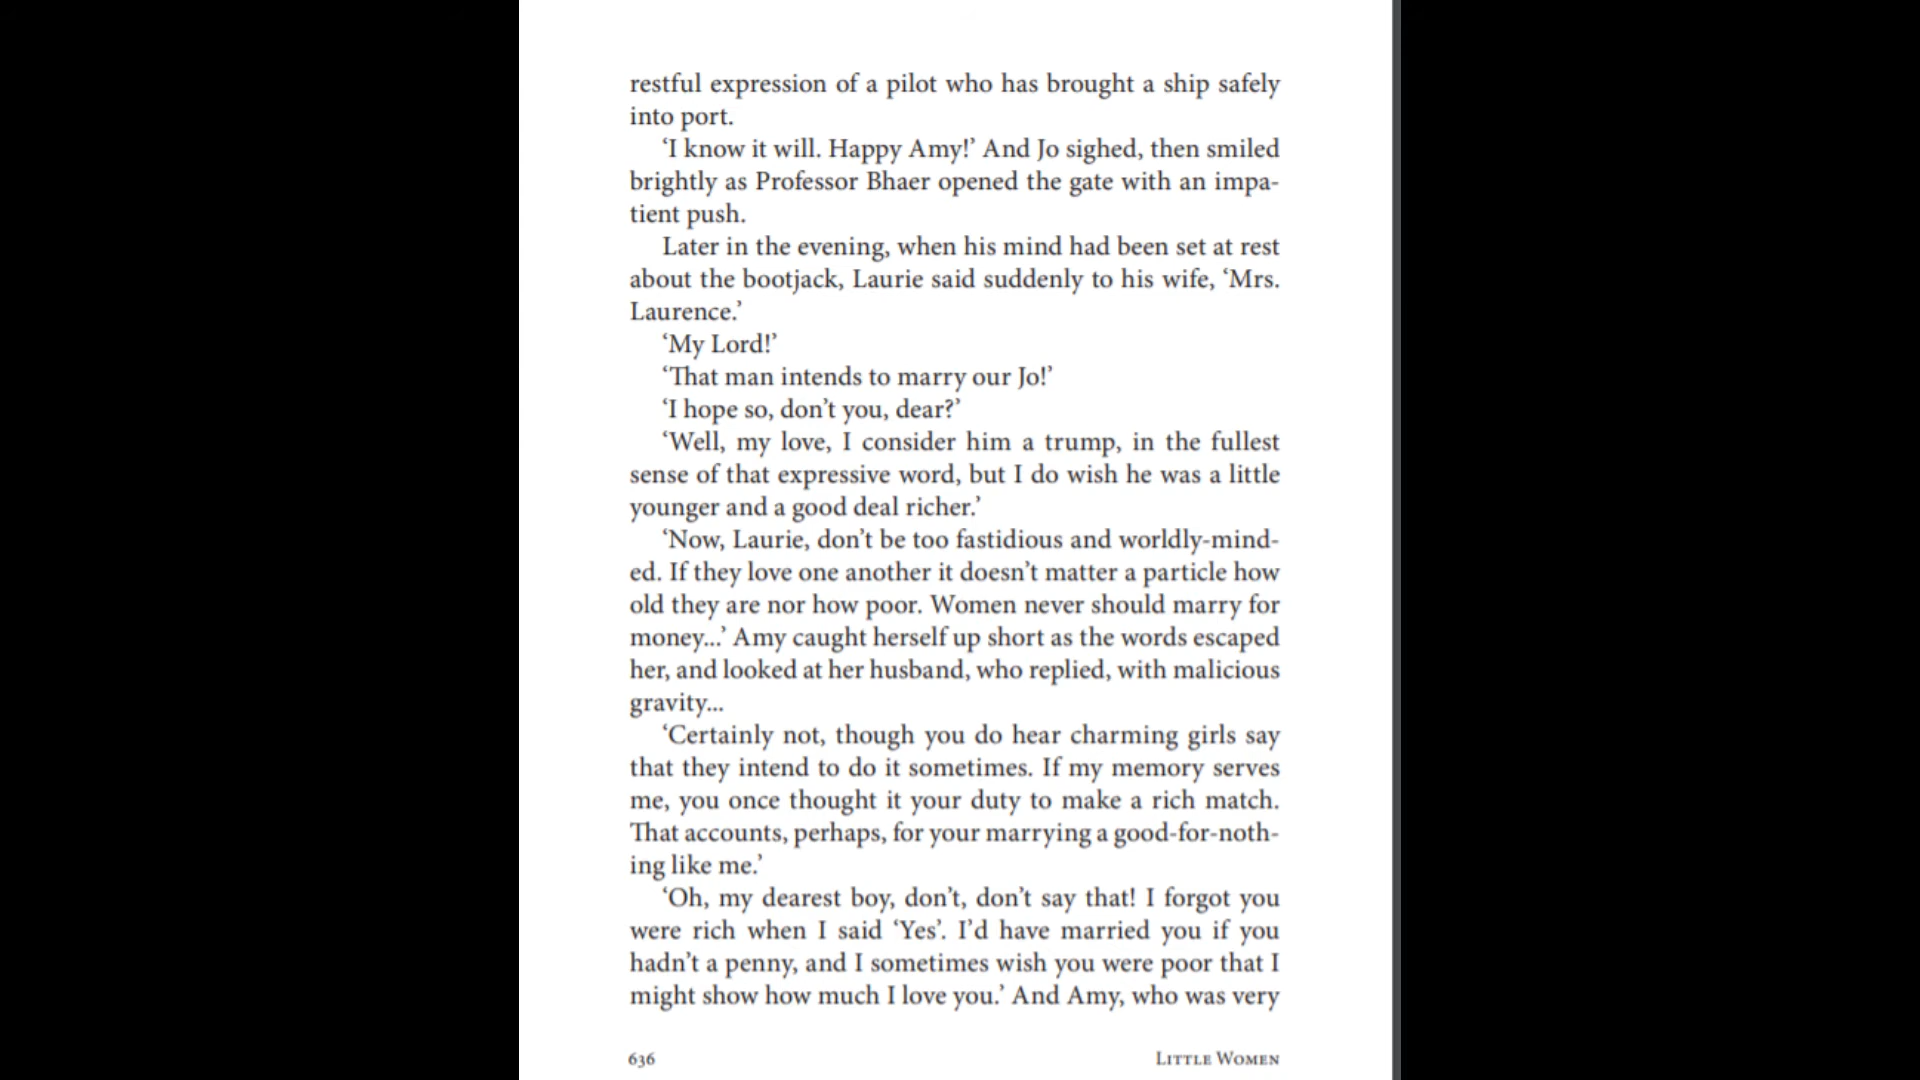 restful expression of a pilot who has brought a ship safely
into port.
‘I know it will. Happy Amy!’ And Jo sighed, then smiled
brightly as Professor Bhaer opened the gate with an impa-
tient push.
Later in the evening, when his mind had been set at rest
about the bootjack, Laurie said suddenly to his wife, ‘Mrs.
Laurence.’
‘My Lord!’
‘That man intends to marry our Jo!’
‘I hope so, don’t you, dear?’
‘Well, my love, I consider him a trump, in the fullest
sense of that expressive word, but I do wish he was a little
younger and a good deal richer.’
‘Now, Laurie, don’t be too fastidious and worldly-mind-
ed. If they love one another it doesn’t matter a particle how
old they are nor how poor. Women never should marry for
money...’ Amy caught herself up short as the words escaped
her, and looked at her husband, who replied, with malicious
gravity...
‘Certainly not, though you do hear charming girls say
that they intend to do it sometimes. If my memory serves
me, you once thought it your duty to make a rich match.
That accounts, perhaps, for your marrying a good-for-noth-
ing like me.’
‘Oh, my dearest boy, don’t, don’t say that! I forgot you
were rich when I said ‘Yes’. I’d have married you if you
hadn’t a penny, and I sometimes wish you were poor that I
might show how much I love you.’ And Amy, who was very
636 Little Women